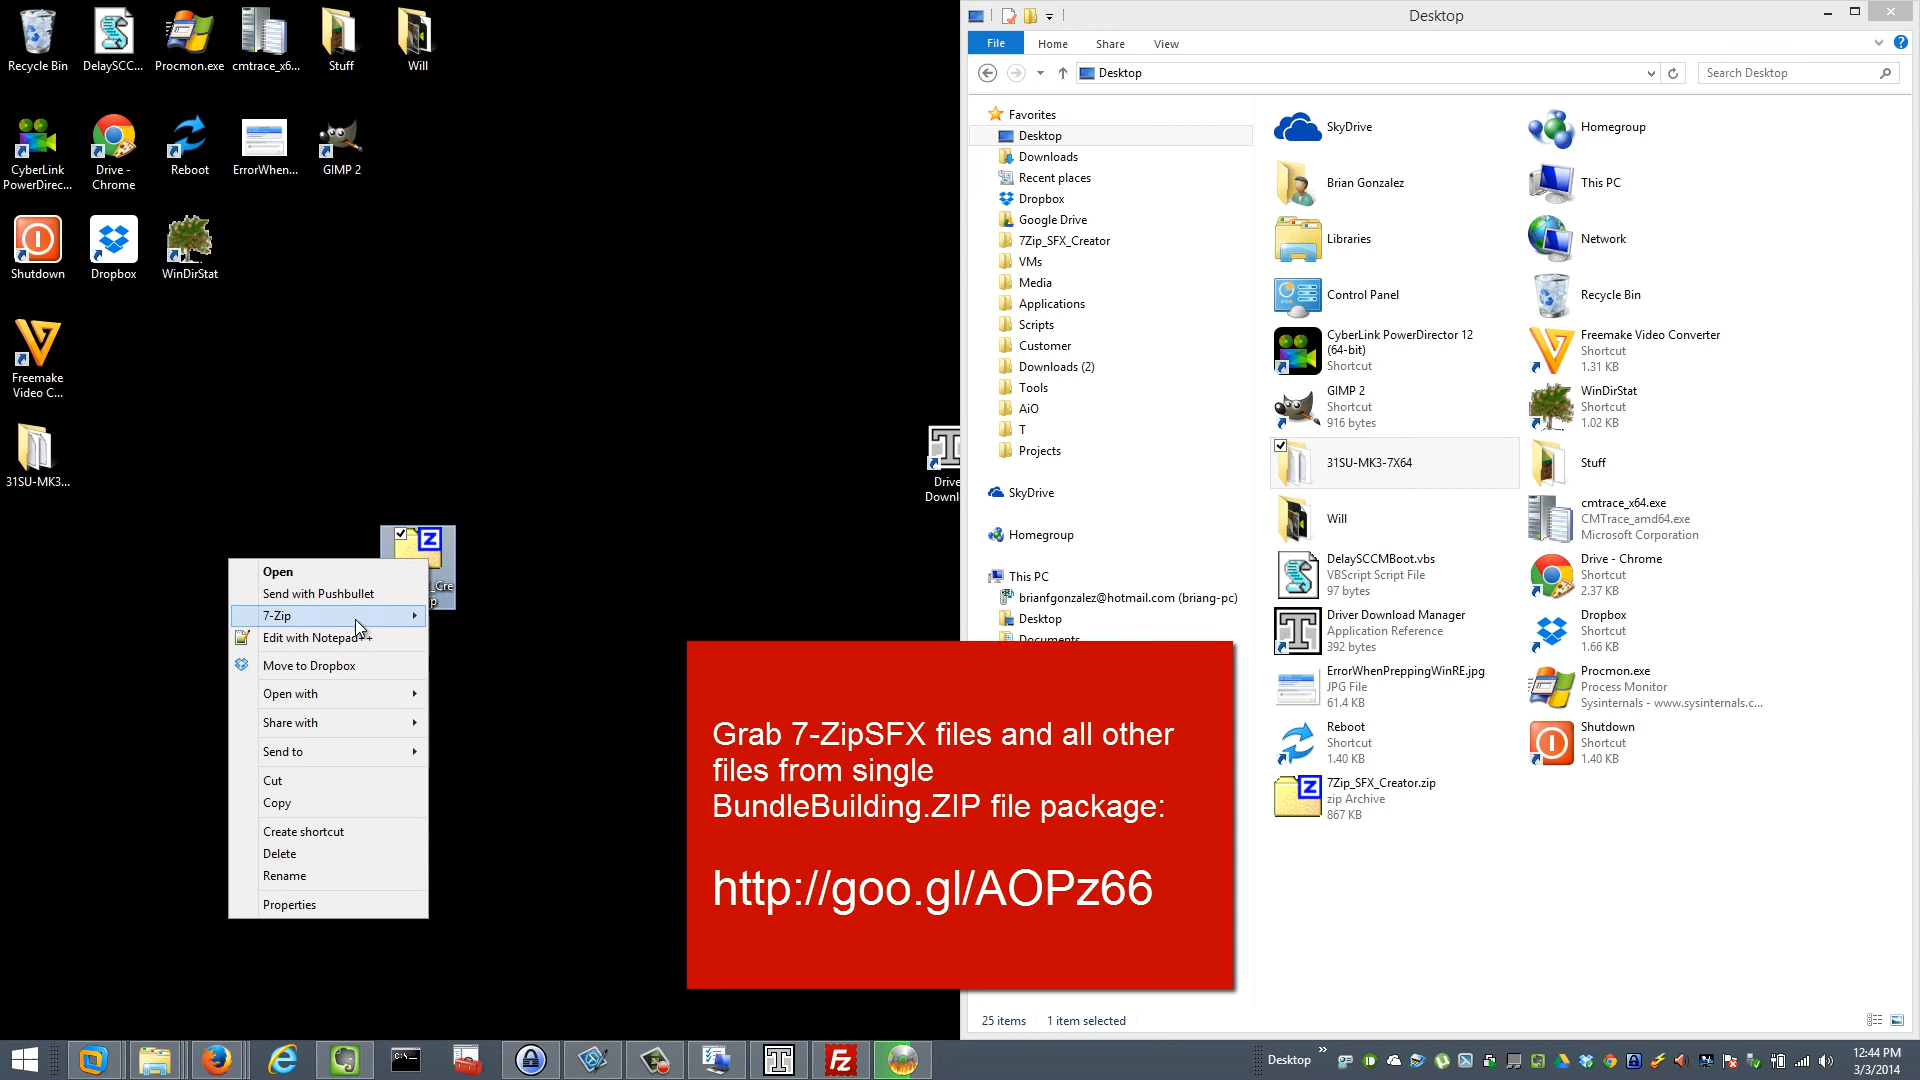 Recycle Bin
DelaySCC...
Procmon.exe
cmtrace_x6...
Stuff
Will
CyberLink
PowerDirec...
Drive -
Chrome
Reboot
ErrorWhen...
GIMP 2
Shutdown
Dropbox
WinDirStat
Freemake
Video C...
31SU-MK3...
Drive
Downl
_Cre
p
Open
Send with Pushbullet
7-Zip
Edit with Notepad++
Move to Dropbox
Open with
Share with
Send to
Cut
Copy
Create shortcut
Delete
Rename
Properties
Desktop
File
Home
Share
View
Desktop
Search Desktop
Favorites
Desktop
Downloads
Recent places
Dropbox
Google Drive
7Zip_SFX_Creator
VMs
Media
Applications
Scripts
Customer
Downloads (2)
Tools
AiO
T
Projects
SkyDrive
Homegroup
This PC
brianfgonzalez@hotmail.com (briang-pc)
Desktop
Documents
SkyDrive
Homegroup
Brian Gonzalez
This PC
Libraries
Network
Control Panel
Recycle Bin
CyberLink PowerDirector 12
(64-bit)
Shortcut
Freemake Video Converter
Shortcut
1.31 KB
GIMP 2
Shortcut
916 bytes
WinDirStat
Shortcut
1.02 KB
31SU-MK3-7X64
Stuff
Will
cmtrace_x64.exe
CMTrace_amd64.exe
Microsoft Corporation
DelaySCCMBoot.vbs
VBScript Script File
97 bytes
Drive - Chrome
Shortcut
2.37 KB
Driver Download Manager
Application Reference
392 bytes
Dropbox
Shortcut
1.66 KB
ErrorWhenPreppingWinRE.jpg
JPG File
61.4 KB
Procmon.exe
Process Monitor
Sysinternals - www.sysinternals.c...
Reboot
Shortcut
1.40 KB
Shutdown
Shortcut
1.40 KB
7Zip_SFX_Creator.zip
zip Archive
867 KB
Grab 7-ZipSFX files and all other
files from single
BundleBuilding.ZIP file package:
http://goo.gl/AOPz66
25 items
1 item selected
Desktop
12:44 PM
3/3/2014